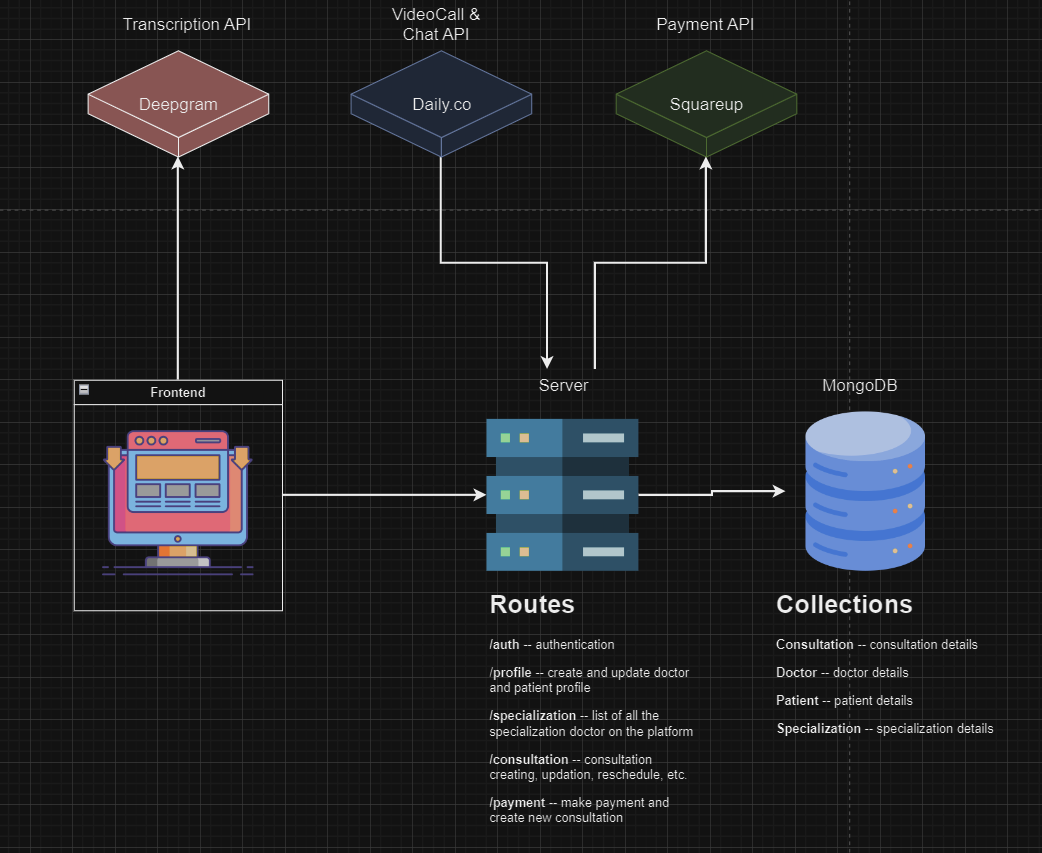 Transcription API
VideoCall &
Chat API
Payment API
Deepgram
Daily.co
Squareup
Frontend
Server
MongoDB
Routes
/auth -- authentication
/profile -- create and update doctor
and patient profile
/specialization -- list of all the
specialization doctor on the platform
/consultation -- consultation
creating, updation, reschedule, etc.
/payment -- make payment and
create new consultation
Collections
Consultation -- consultation details
Doctor -- doctor details
Patient -- patient details
Specialization -- specialization details